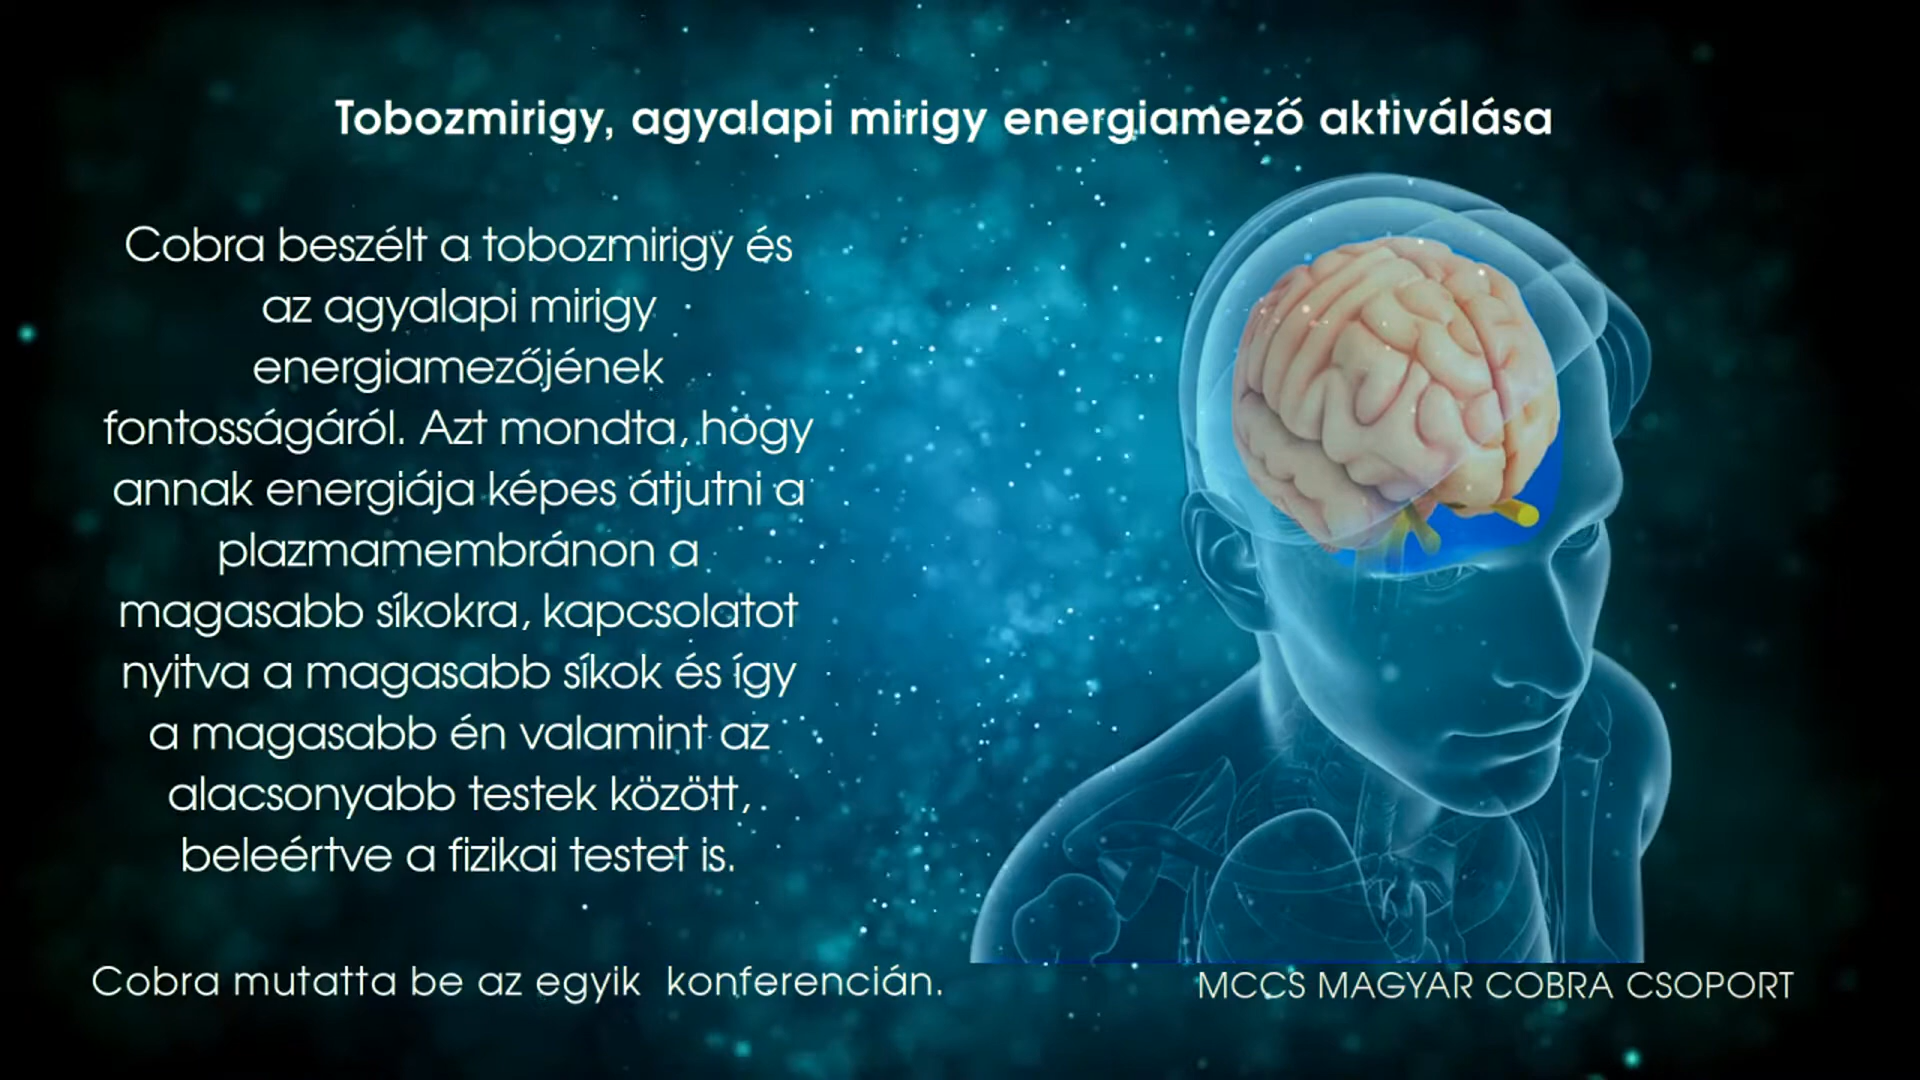 Tobozmirigy, agyalapi mirigy energiamező aktiválása
Cobra beszélt a tobozmirigy és
az agyalapi mirigy
energiamezőjének
fontosságáról. Azt mondta, hogy
annak energiája képes átjutni a
plazmamembránon a
magasabb síkokra, kapcsolatot
nyitva a magasabb síkok és így
a magasabb én valamint az
alacsonyabb testek között,
beleértve a fizikai testet is.
Cobra mutatta be az egyik konferencián.
MCCS MAGYAR COBRA CSOPORT